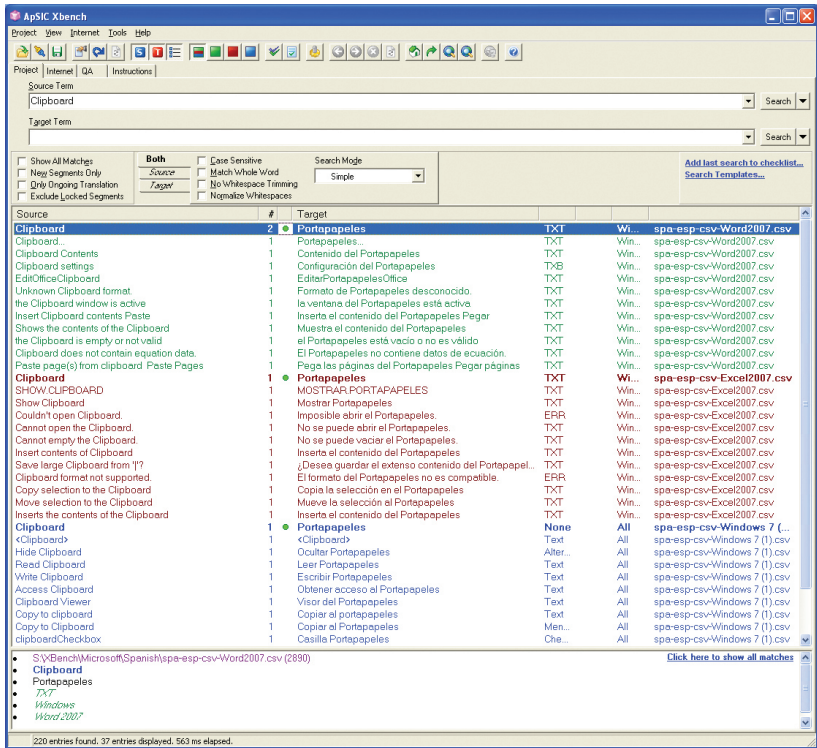 ApSIC Xbench
Project View Internet Tools Help
Project Internet QA Instructions
Source Term
Clipboard Search
Target Term
Search
Show All Matches Both Case Sensitive Search Mode Add last search to checklist...
New Segments Only Source Match Whole Word Simple Search Templates...
Only Ongoing Translation Target No Whitespace Trimming
Exclude Locked Segments Normalize Whitespaces
Source # Target
Clipboard 2 Portapapeles TXT Wi... spa-esp-csv-Word2007.csv
Clipboard... 1 Portapapeles... TXT Win... spa-esp-csv-Word2007.csv
Clipboard Contents 1 Contenido del Portapapeles TXT Win... spa-esp-csv-Word2007.csv
Clipboard settings 1 Configuración del Portapapeles TXB Win... spa-esp-csv-Word2007.csv
EditOfficeClipboard 1 EditarPortapapelesOffice TXT Win... spa-esp-csv-Word2007.csv
Unknown Clipboard format. 1 Formato de Portapapeles desconocido. TXT Win... spa-esp-csv-Word2007.csv
the Clipboard window is active 1 la ventana del Portapapeles está activa TXT Win... spa-esp-csv-Word2007.csv
Insert Clipboard contents Paste 1 Inserta el contenido del Portapapeles Pegar TXT Win... spa-esp-csv-Word2007.csv
Shows the contents of the Clipboard 1 Muestra el contenido del Portapapeles TXT Win... spa-esp-csv-Word2007.csv
the Clipboard is empty or not valid 1 el Portapapeles está vacío o no es válido TXT Win... spa-esp-csv-Word2007.csv
Clipboard does not contain equation data. 1 El Portapapeles no contiene datos de ecuación. TXT Win... spa-esp-csv-Word2007.csv
Paste page(s) from clipboard Paste Pages 1 Pega las páginas del Portapapeles Pegar páginas TXT Win... spa-esp-csv-Word2007.csv
Clipboard 1 Portapapeles TXT Wi... spa-esp-csv-Excel2007.csv
SHOW.CLIPBOARD 1 MOSTRAR.PORTAPAPELES TXT Win... spa-esp-csv-Excel2007.csv
Show Clipboard 1 Mostrar Portapapeles TXT Win... spa-esp-csv-Excel2007.csv
Couldn't open Clipboard. 1 Imposible abrir el Portapapeles. ERR Win... spa-esp-csv-Excel2007.csv
Cannot open the Clipboard. 1 No se puede abrir el Portapapeles. TXT Win... spa-esp-csv-Excel2007.csv
Cannot empty the Clipboard. 1 No se puede vaciar el Portapapeles. TXT Win... spa-esp-csv-Excel2007.csv
Insert contents of Clipboard 1 Inserta el contenido del Portapapeles TXT Win... spa-esp-csv-Excel2007.csv
Save large Clipboard from '|'? 1 ¿Desea guardar el extenso contenido del Portapapel... TXT Win... spa-esp-csv-Excel2007.csv
Clipboard format not supported. 1 El formato del Portapapeles no es compatible. ERR Win... spa-esp-csv-Excel2007.csv
Copy selection to the Clipboard 1 Copia la selección en el Portapapeles TXT Win... spa-esp-csv-Excel2007.csv
Move selection to the Clipboard 1 Mueve la selección al Portapapeles TXT Win... spa-esp-csv-Excel2007.csv
Inserts the contents of the Clipboard 1 Inserta el contenido del Portapapeles TXT Win... spa-esp-csv-Excel2007.csv
Clipboard 1 Portapapeles None All spa-esp-csv-Windows 7 (...
<Clipboard> 1 <Clipboard> Text All spa-esp-csv-Windows 7 (1).csv
Hide Clipboard 1 Ocultar Portapapeles Alter... All spa-esp-csv-Windows 7 (1).csv
Read Clipboard 1 Leer Portapapeles Text All spa-esp-csv-Windows 7 (1).csv
Write Clipboard 1 Escribir Portapapeles Text All spa-esp-csv-Windows 7 (1).csv
Access Clipboard 1 Obtener acceso al Portapapeles Text All spa-esp-csv-Windows 7 (1).csv
Clipboard Viewer 1 Visor del Portapapeles Text All spa-esp-csv-Windows 7 (1).csv
Copy to clipboard 1 Copiar al portapapeles Text All spa-esp-csv-Windows 7 (1).csv
Copy to Clipboard 1 Copiar al Portapapeles Men... All spa-esp-csv-Windows 7 (1).csv
clipboardCheckbox 1 Casilla Portapapeles Che... All spa-esp-csv-Windows 7 (1).csv
S:\XBench\Microsoft\Spanish\spa-esp-csv-Word2007.csv (2890) Click here to show all matches
Clipboard
Portapapeles
TXT
Windows
Word 2007
220 entries found. 37 entries displayed. 563 ms elapsed.